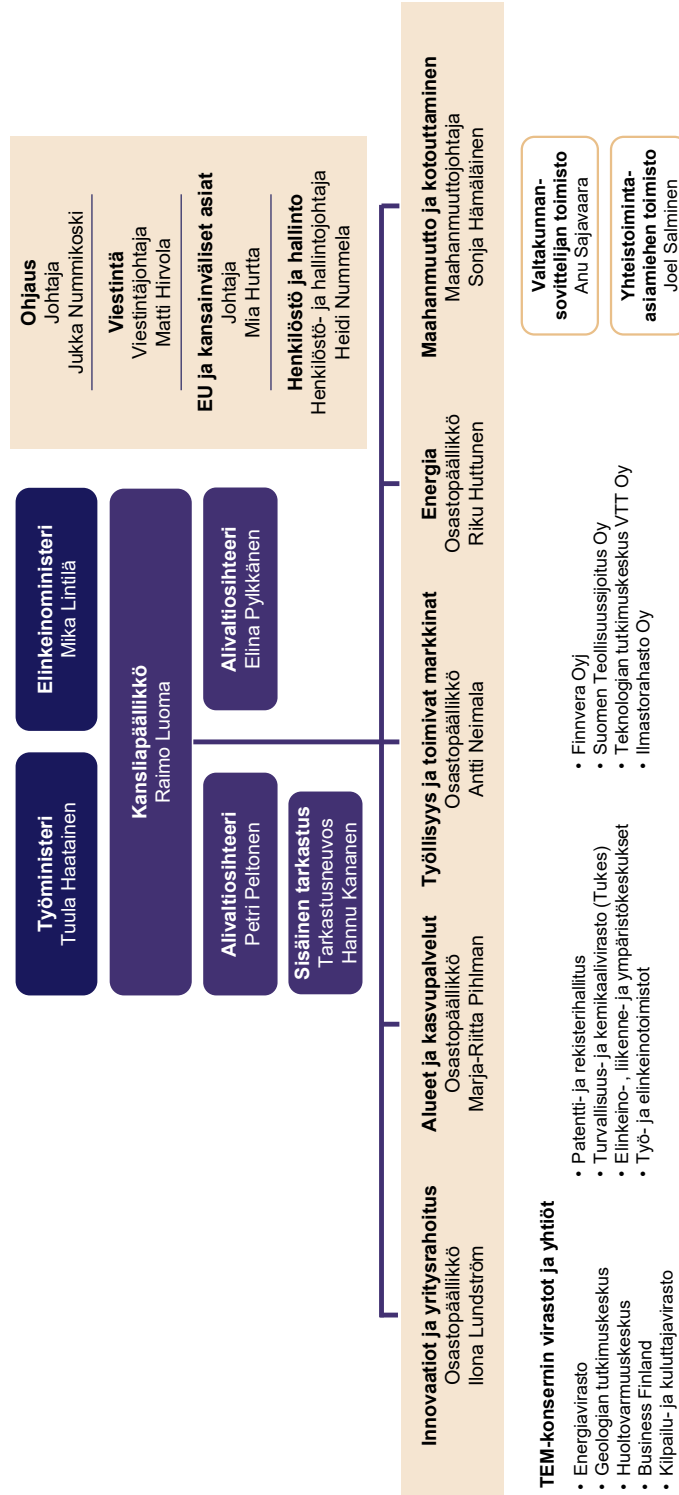 Työministeri
Tuula Haatainen
Elinkeinoministeri
Mika Lintilä
Kansliapäällikkö
Raimo Luoma
Alivaltiosihteeri
Petri Peltonen
Alivaltiosihteeri
Elina Pylkkänen
Sisäinen tarkastus
Tarkastusneuvos
Hannu Kananen
Ohjaus
Johtaja
Jukka Nummikoski
Viestintä
Viestintäjohtaja
Matti Hirvola
EU ja kansainväliset asiat
Johtaja
Mia Hurtta
Henkilöstö ja hallinto
Henkilöstö- ja hallintojohtaja
Heidi Nummela
Innovaatiot ja yritysrahoitus
Osastopäällikkö
Ilona Lundström
Alueet ja kasvupalvelut
Osastopäällikkö
Marja-Riitta Pihlman
Työllisyys ja toimivat markkinat
Osastopäällikkö
Antti Neimala
Energia
Osastopäällikkö
Riku Huttunen
Maahanmuutto ja kotouttaminen
Maahanmuuttojohtaja
Sonja Hämäläinen
TEM-konsernin virastot ja yhtiöt
• Energiavirasto
• Geologian tutkimuskeskus
• Huoltovarmuuskeskus
• Business Finland
• Kilpailu- ja kuluttajavirasto
• Patentti- ja rekisterihallitus
• Turvallisuus- ja kemikaalivirasto (Tukes)
• Elinkeino- , liikenne- ja ympäristökeskukset
• Työ- ja elinkeinotoimistot
• Finnvera Oyj
• Suomen Teollisuussijoitus Oy
• Teknologian tutkimuskeskus VTT Oy
• Ilmastorahasto Oy
Valtakunnan-
sovittelijan toimisto
Anu Sajavaara
Yhteistoiminta-
asiamiehen toimisto
Joel Salminen